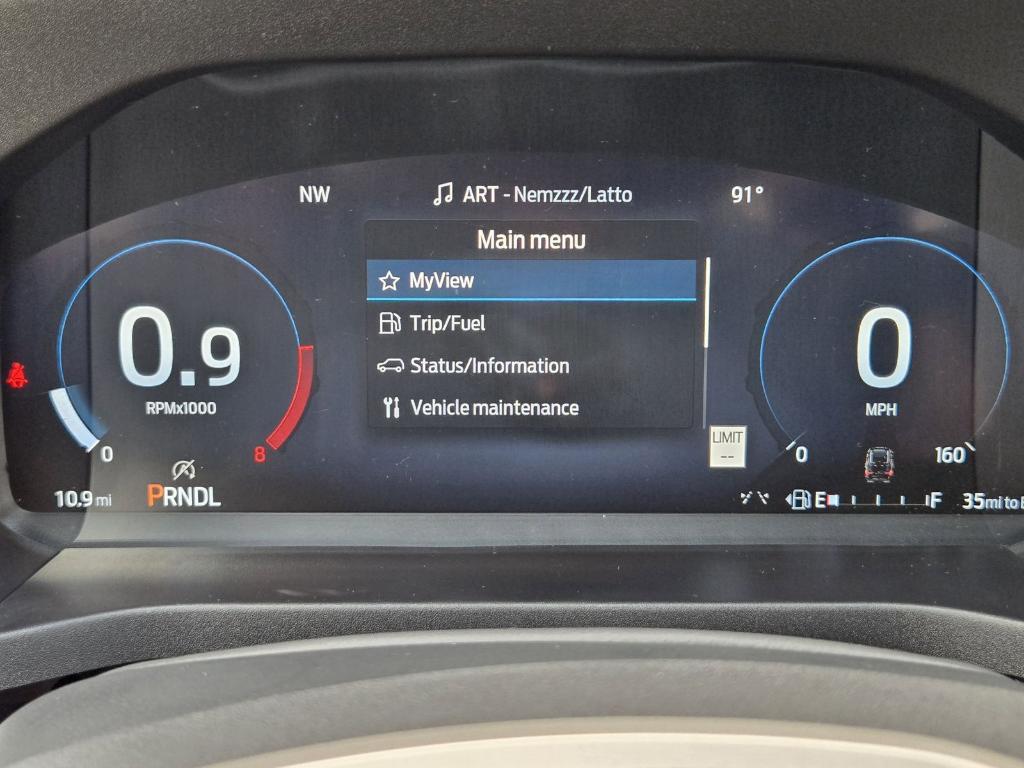 NW
ART - Nemzzz/Latto
91°
Main menu
MyView
Trip/Fuel
Status/Information
Vehicle maintenance
0.9
RPMx1000
0
8
0
MPH
0
160
LIMIT
--
10.9 mi
PRNDL
E
F
35mi to E